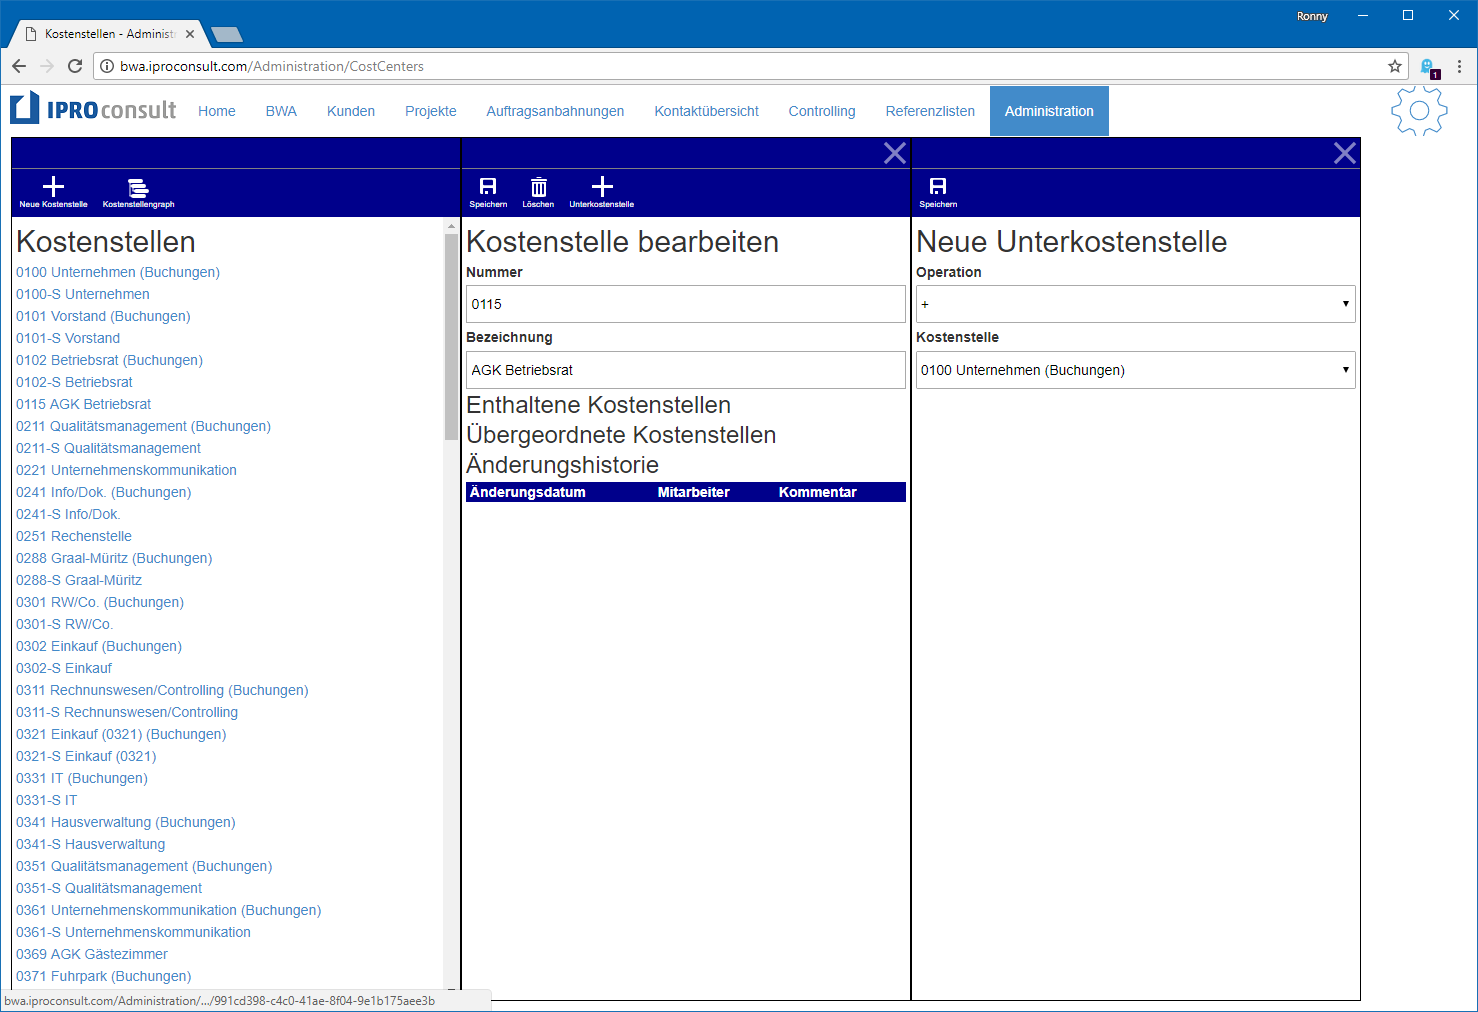 Ronny
Kostenstellen - Administ
bwa.iproconsult.com/Administration/CostCenters
1
IPROconsult Home BWA Kunden Projekte Auftragsanbahnungen Kontaktübersicht Controlling Referenzlisten Administration
Neue Kostenstelle Kostenstellengraph
Kostenstellen
0100 Unternehmen (Buchungen)
0100-S Unternehmen
0101 Vorstand (Buchungen)
0101-S Vorstand
0102 Betriebsrat (Buchungen)
0102-S Betriebsrat
0115 AGK Betriebsrat
0211 Qualitätsmanagement (Buchungen)
0211-S Qualitätsmanagement
0221 Unternehmenskommunikation
0241 Info/Dok. (Buchungen)
0241-S Info/Dok.
0251 Rechenstelle
0288 Graal-Müritz (Buchungen)
0288-S Graal-Müritz
0301 RW/Co. (Buchungen)
0301-S RW/Co.
0302 Einkauf (Buchungen)
0302-S Einkauf
0311 Rechnunswesen/Controlling (Buchungen)
0311-S Rechnunswesen/Controlling
0321 Einkauf (0321) (Buchungen)
0321-S Einkauf (0321)
0331 IT (Buchungen)
0331-S IT
0341 Hausverwaltung (Buchungen)
0341-S Hausverwaltung
0351 Qualitätsmanagement (Buchungen)
0351-S Qualitätsmanagement
0361 Unternehmenskommunikation (Buchungen)
0361-S Unternehmenskommunikation
0369 AGK Gästezimmer
0371 Fuhrpark (Buchungen)
bwa.iproconsult.com/Administration/.../991cd398-c4c0-41ae-8f04-9e1b175aee3b
Speichern Löschen Unterkostenstelle
Kostenstelle bearbeiten
Nummer
0115
Bezeichnung
AGK Betriebsrat
Enthaltene Kostenstellen
Übergeordnete Kostenstellen
Änderungshistorie
Änderungsdatum Mitarbeiter Kommentar
Speichern
Neue Unterkostenstelle
Operation
+
Kostenstelle
0100 Unternehmen (Buchungen)